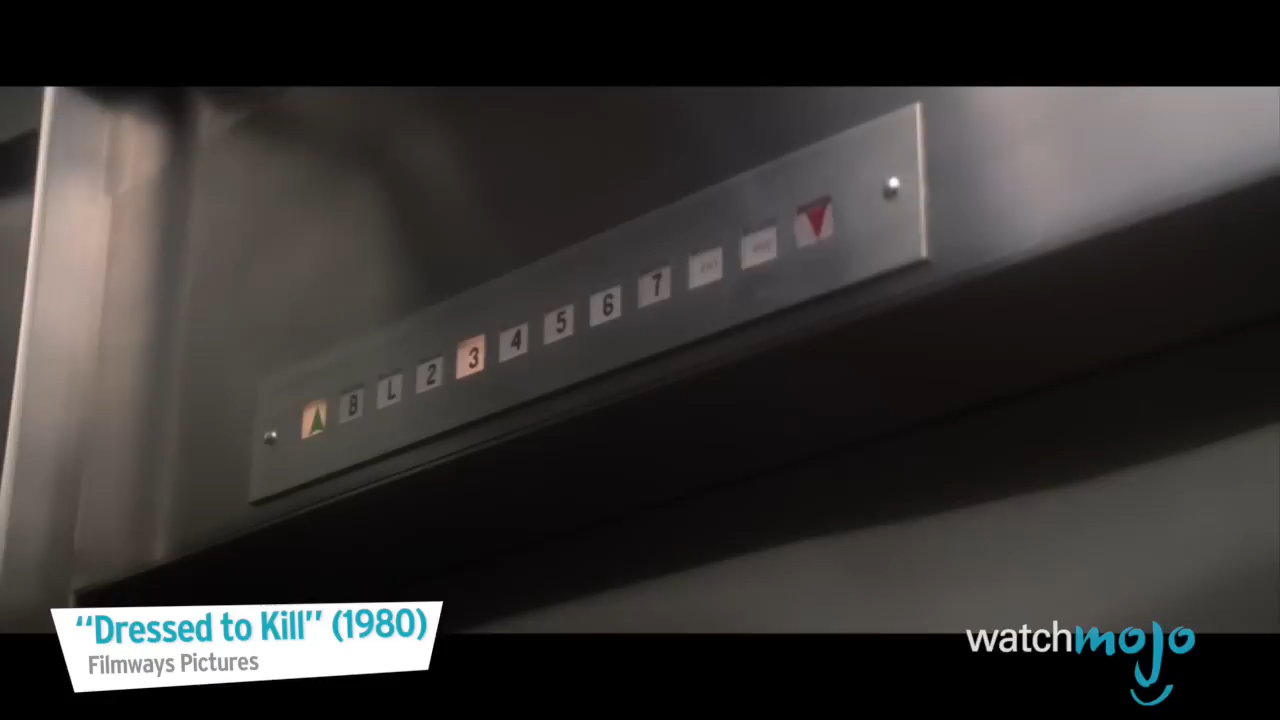 B L 2 3 4 5 6 7
“Dressed to Kill” (1980)
Filmways Pictures
watchmojo